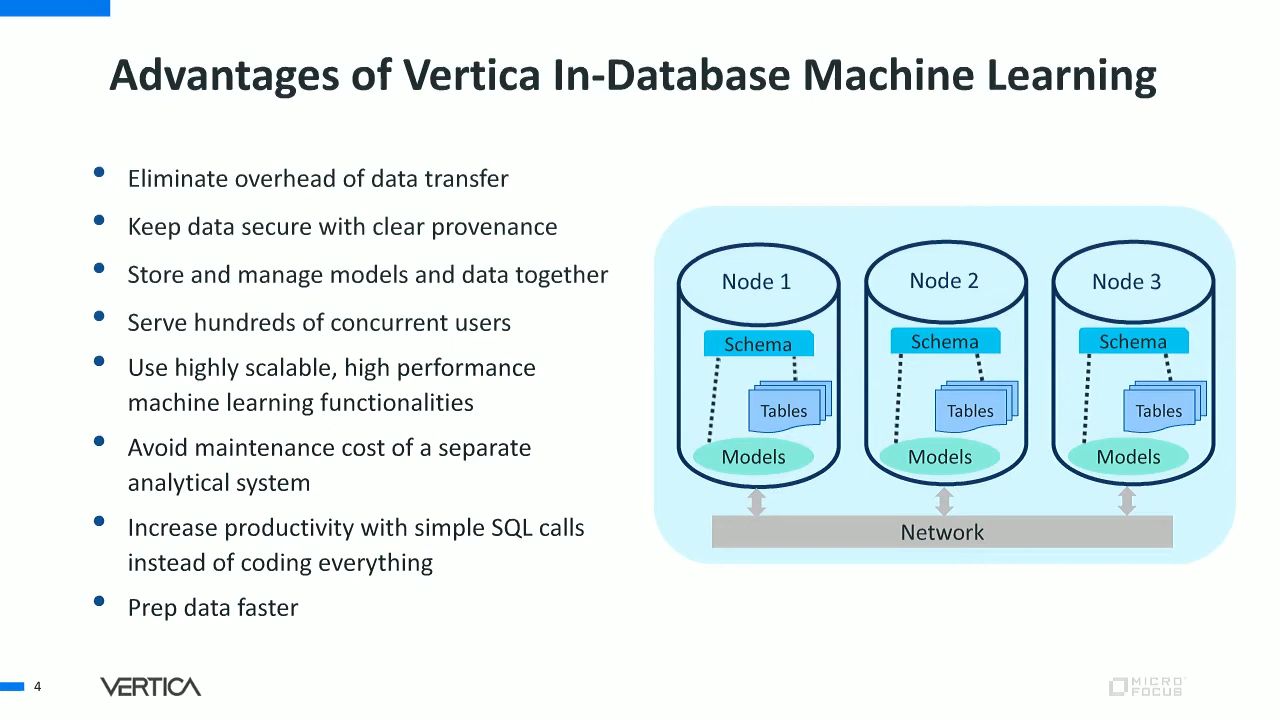 Advantages of Vertica In-Database Machine Learning
Eliminate overhead of data transfer
Keep data secure with clear provenance
Store and manage models and data together
Serve hundreds of concurrent users
Use highly scalable, high performance
machine learning functionalities
Avoid maintenance cost of a separate
analytical system
Increase productivity with simple SQL calls
instead of coding everything
Prep data faster
Node 1
Node 2
Node 3
Schema
Schema
Schema
Tables
Tables
Tables
Models
Models
Models
Network
4
VERTICA
MICRO
FOCUS